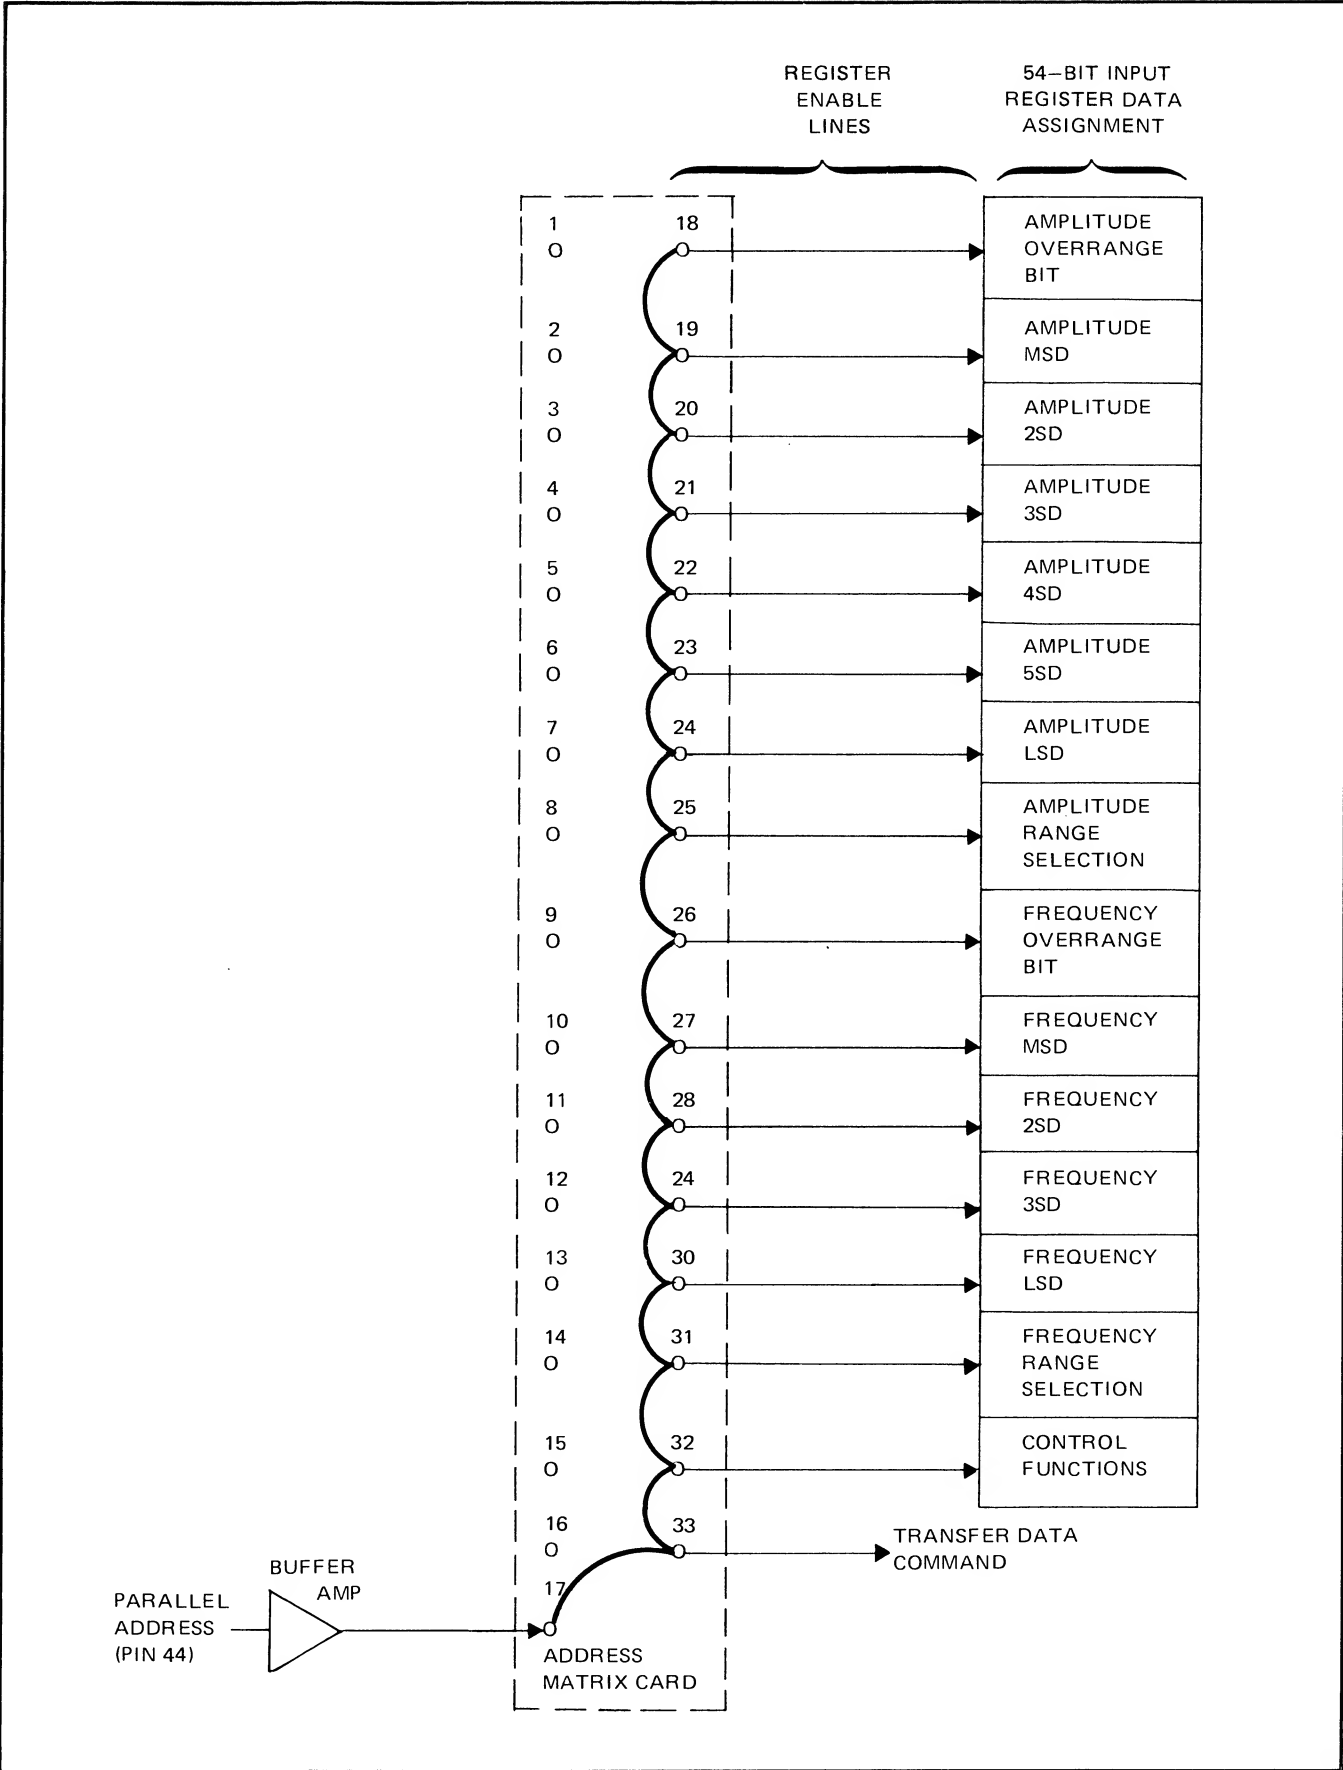 REGISTER
ENABLE
LINES
54–BIT INPUT
REGISTER DATA
ASSIGNMENT
1
18
AMPLITUDE
OVERRANGE
BIT
2
19
AMPLITUDE
MSD
3
20
AMPLITUDE
2SD
4
21
AMPLITUDE
3SD
5
22
AMPLITUDE
4SD
6
23
AMPLITUDE
5SD
7
24
AMPLITUDE
LSD
8
25
AMPLITUDE
RANGE
SELECTION
9
26
FREQUENCY
OVERRANGE
BIT
10
27
FREQUENCY
MSD
11
28
FREQUENCY
2SD
12
24
FREQUENCY
3SD
13
30
FREQUENCY
LSD
14
31
FREQUENCY
RANGE
SELECTION
15
32
CONTROL
FUNCTIONS
16
33
TRANSFER DATA
COMMAND
17
BUFFER
AMP
PARALLEL
ADDRESS
(PIN 44)
ADDRESS
MATRIX CARD